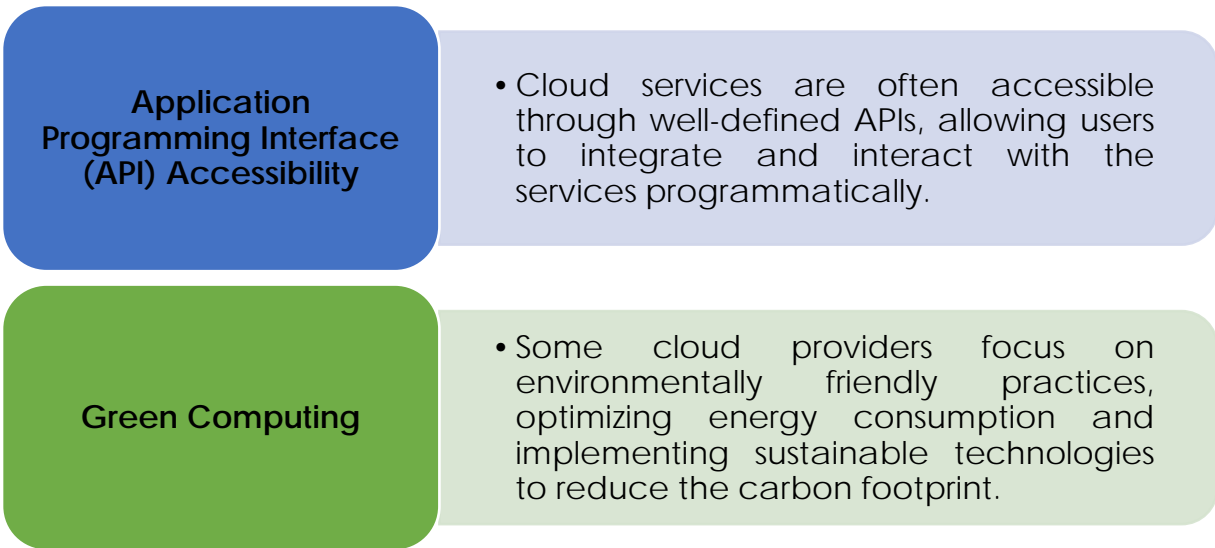 Application
Programming Interface
(API) Accessibility
• Cloud services are often accessible
through well-defined APIs, allowing users
to integrate and interact with the
services programmatically.
Green Computing
• Some cloud providers focus on
environmentally friendly practices,
optimizing energy consumption and
implementing sustainable technologies
to reduce the carbon footprint.